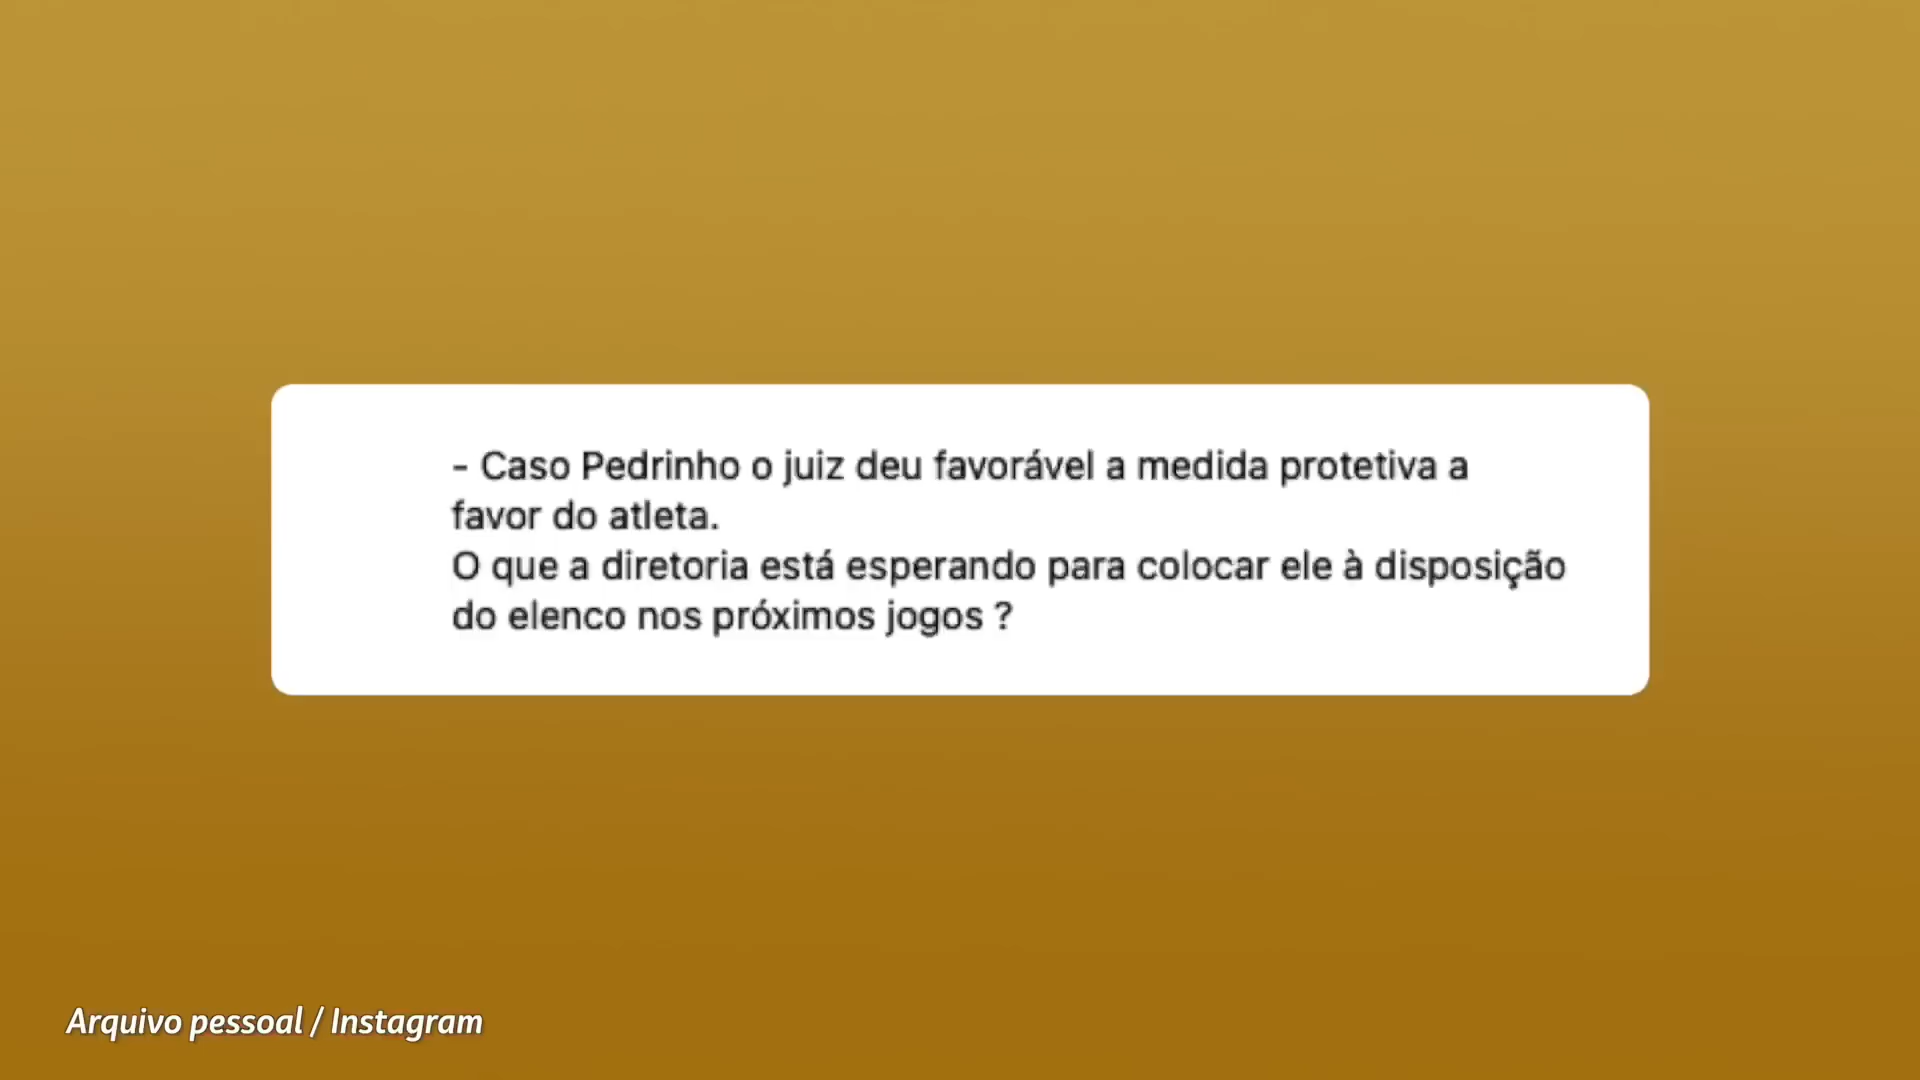 - Caso Pedrinho o juiz deu favorável a medida protetiva a
favor do atleta.
O que a diretoria está esperando para colocar ele à disposição
do elenco nos próximos jogos ?
Arquivo pessoal / Instagram